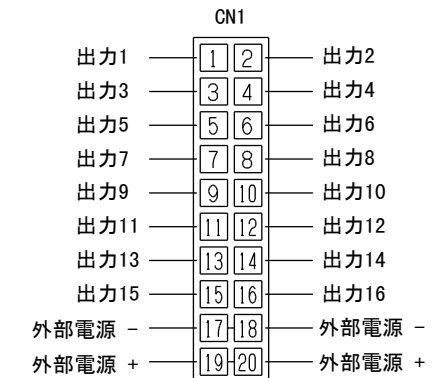 CN1
出力1 1 2 出力2
出力3 3 4 出力4
出力5 5 6 出力6
出力7 7 8 出力8
出力9 9 10 出力10
出力11 11 12 出力12
出力13 13 14 出力14
出力15 15 16 出力16
外部電源 − 17 18 外部電源 −
外部電源 + 19 20 外部電源 +